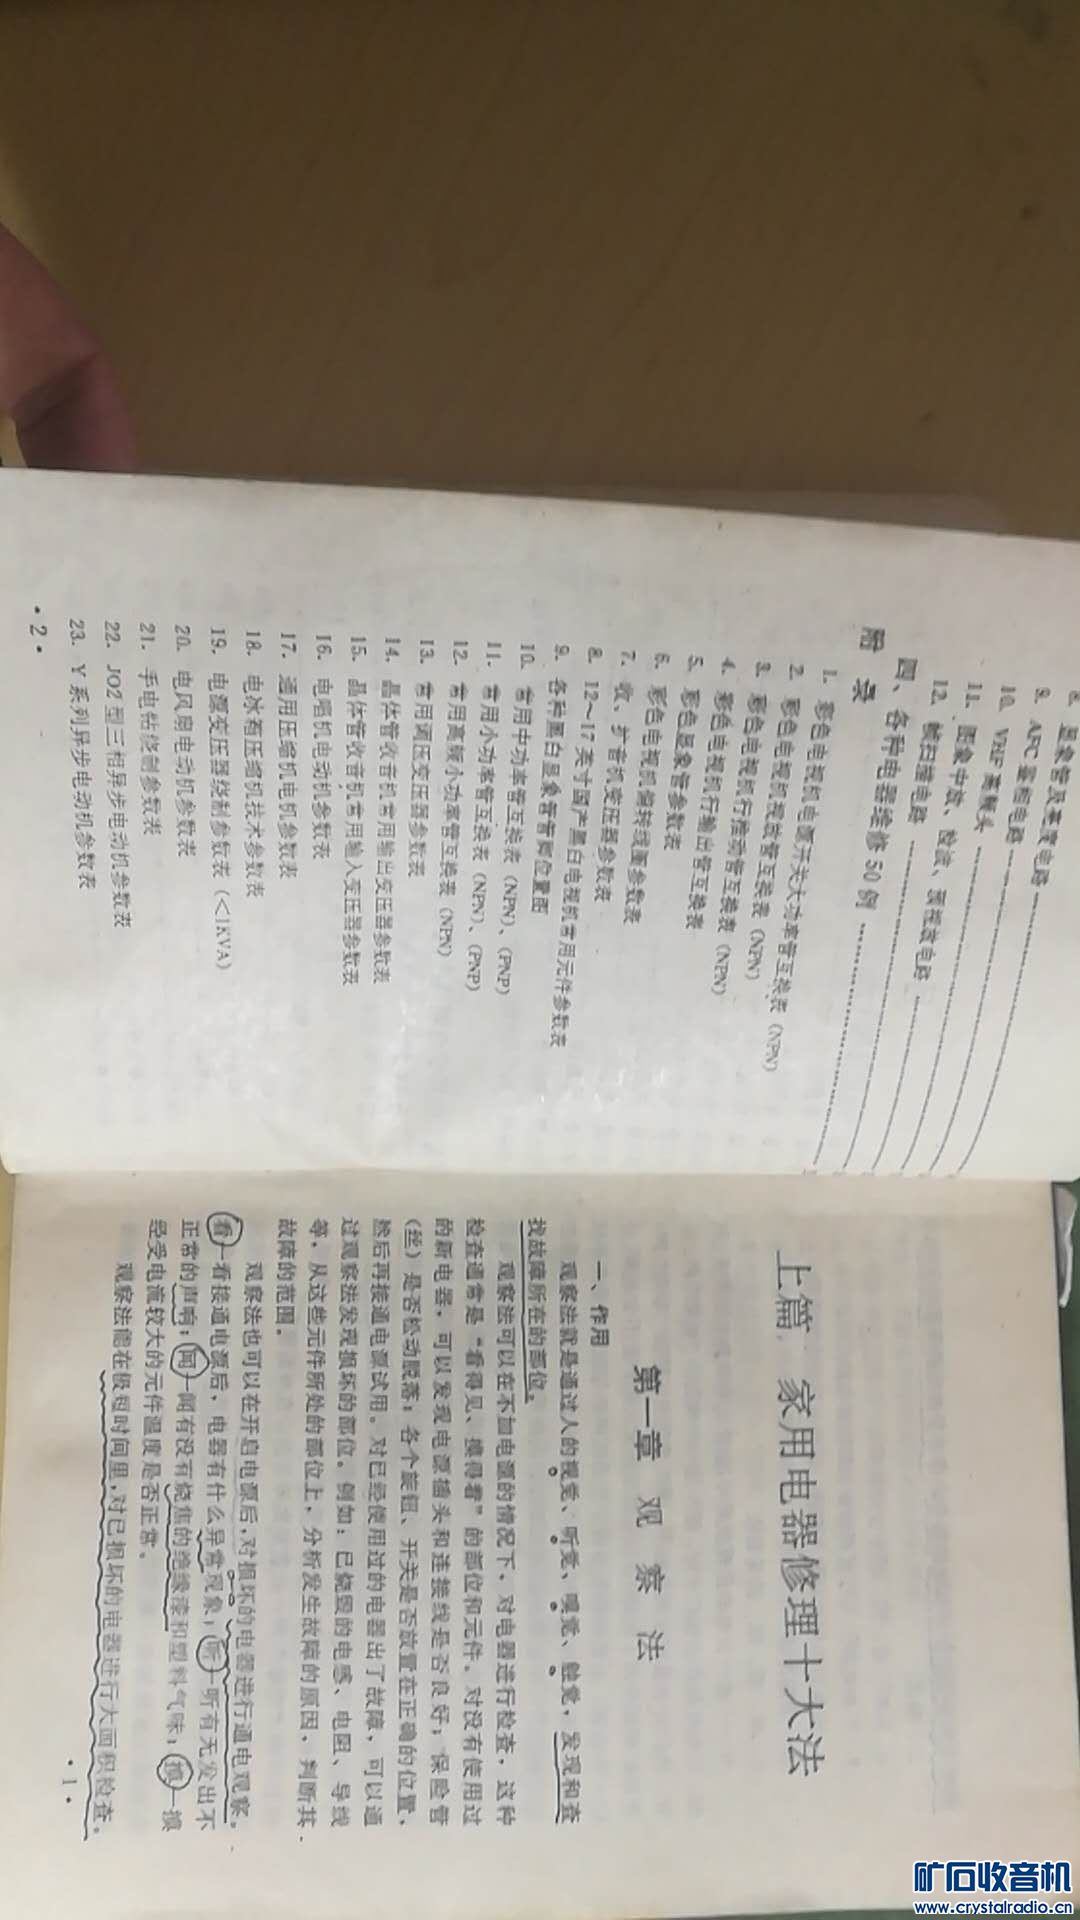 8. 显象管及亮度电路
9. AFC鉴相电路
10. VHF高频头
11. 图象中放、检波、预视放电路
12. 帧扫描电路
四、各种电器维修50例
附 录
1. 彩色电视机电源开关大功率管互换表(NPN)
2. 彩色电视机视放管互换表(NPN)
3. 彩色电视机行推动管互换表(NPN)
4. 彩色电视机行输出管互换表
5. 彩色显象管参数表
6. 彩色电视机偏转线圈参数表
7. 收、扩音机变压器参数表
8. 12~17英寸国产黑白电视机常用元件参数表
9. 各种黑白显象管管脚位置图
10. 常用中功率管互换表(NPN)、(PNP)
11. 常用小功率管互换表(NPN)、(PNP)
12. 常用高频小功率管互换表(NPN)
13. 常用调压变压器参数表
14. 晶体管收音机常用输出变压器参数表
15. 晶体管收音机常用输入变压器参数表
16. 电唱机电动机参数表
17. 通用压缩机电机参数表
18. 电冰箱压缩机技术参数表
19. 电源变压器绕制参数表(<1KVA)
20. 电风扇电动机参数表
21. 手电钻绕制参数表
22. JO2型三相异步电动机参数表
23. Y系列异步电动机参数表
·2·
上篇 家用电器修理十大法
第一章 观察法
一、作用
观察法就是通过人的视觉、听觉、嗅觉、触觉,发现和查
找故障所在的部位。
观察法可以在不加电源的情况下,对电器进行检查,这种
检查通常是“看得见、摸得着”的部位和元件。对没有使用过
的新电器,可以发现电源插头和连接线是否良好;保险管
(丝)是否松动脱落;各个旋钮、开关是否放置在正确的位置,
然后再接通电源试用。对已经使用过的电器出了故障,可以通
过观察法发现损坏的部位。例如:已烧毁的电感、电阻、导线
等,从这些元件所处的部位上,分析发生故障的原因,判断其
故障的范围。
观察法也可以在开启电源后,对损坏的电器进行通电观察。
看—看接通电源后,电器有什么异常现象;听—听有无发出不
正常的声响;闻—闻有没有烧焦的绝缘漆和塑料气味;摸—摸
经受电流较大的元件温度是否正常。
观察法能在极短时间里,对已损坏的电器进行大面积检查。
·1·
矿石收音机
www.crystalradio.cn